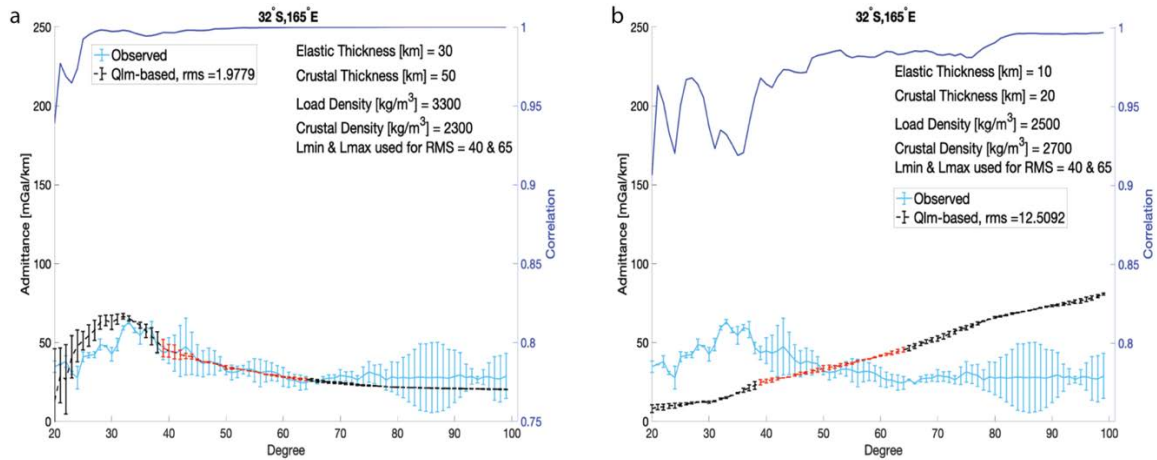 a
32°S,165°E
Observed
Qlm-based, rms =1.9779
Elastic Thickness [km] = 30
Crustal Thickness [km] = 50
Load Density [kg/m³] = 3300
Crustal Density [kg/m³] = 2300
Lmin & Lmax used for RMS = 40 & 65
Admittance [mGal/km]
250
200
150
100
50
0
20 30 40 50 60 70 80 90 100
Degree
1
0.95
0.9
0.85
0.8
0.75
Correlation
b
32°S,165°E
Elastic Thickness [km] = 10
Crustal Thickness [km] = 20
Load Density [kg/m³] = 2500
Crustal Density [kg/m³] = 2700
Lmin & Lmax used for RMS = 40 & 65
Observed
Qlm-based, rms =12.5092
Admittance [mGal/km]
250
200
150
100
50
0
20 30 40 50 60 70 80 90 100
Degree
1
0.95
0.9
0.85
0.8
Correlation